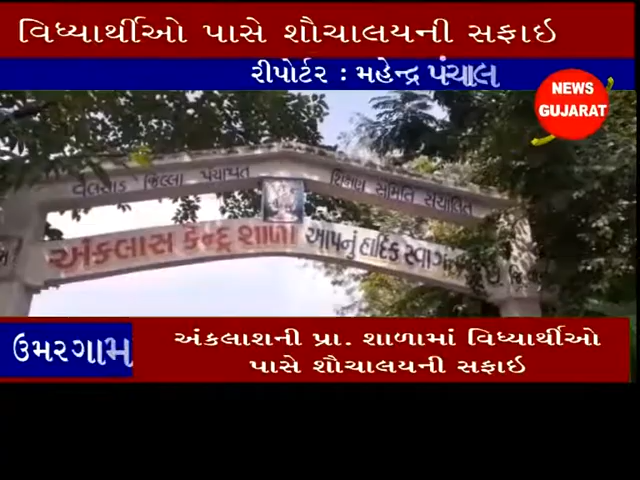 વિધ્યાર્થીઓ પાસે શૌચાલયની સફાઇ
રીપોર્ટર : મહેન્દ્ર પંચાલ
NEWS
GUJARAT
વલસાડ જિલ્લા પંચાયત શિક્ષણ સમિતિ સંચાલિત
અંકલાસ કેન્દ્ર શાળા આપનું હાર્દિક સ્વાગત
ઉમરગામ
અંકલાશની પ્રા. શાળામાં વિધ્યાર્થીઓ
પાસે શૌચાલયની સફાઇ